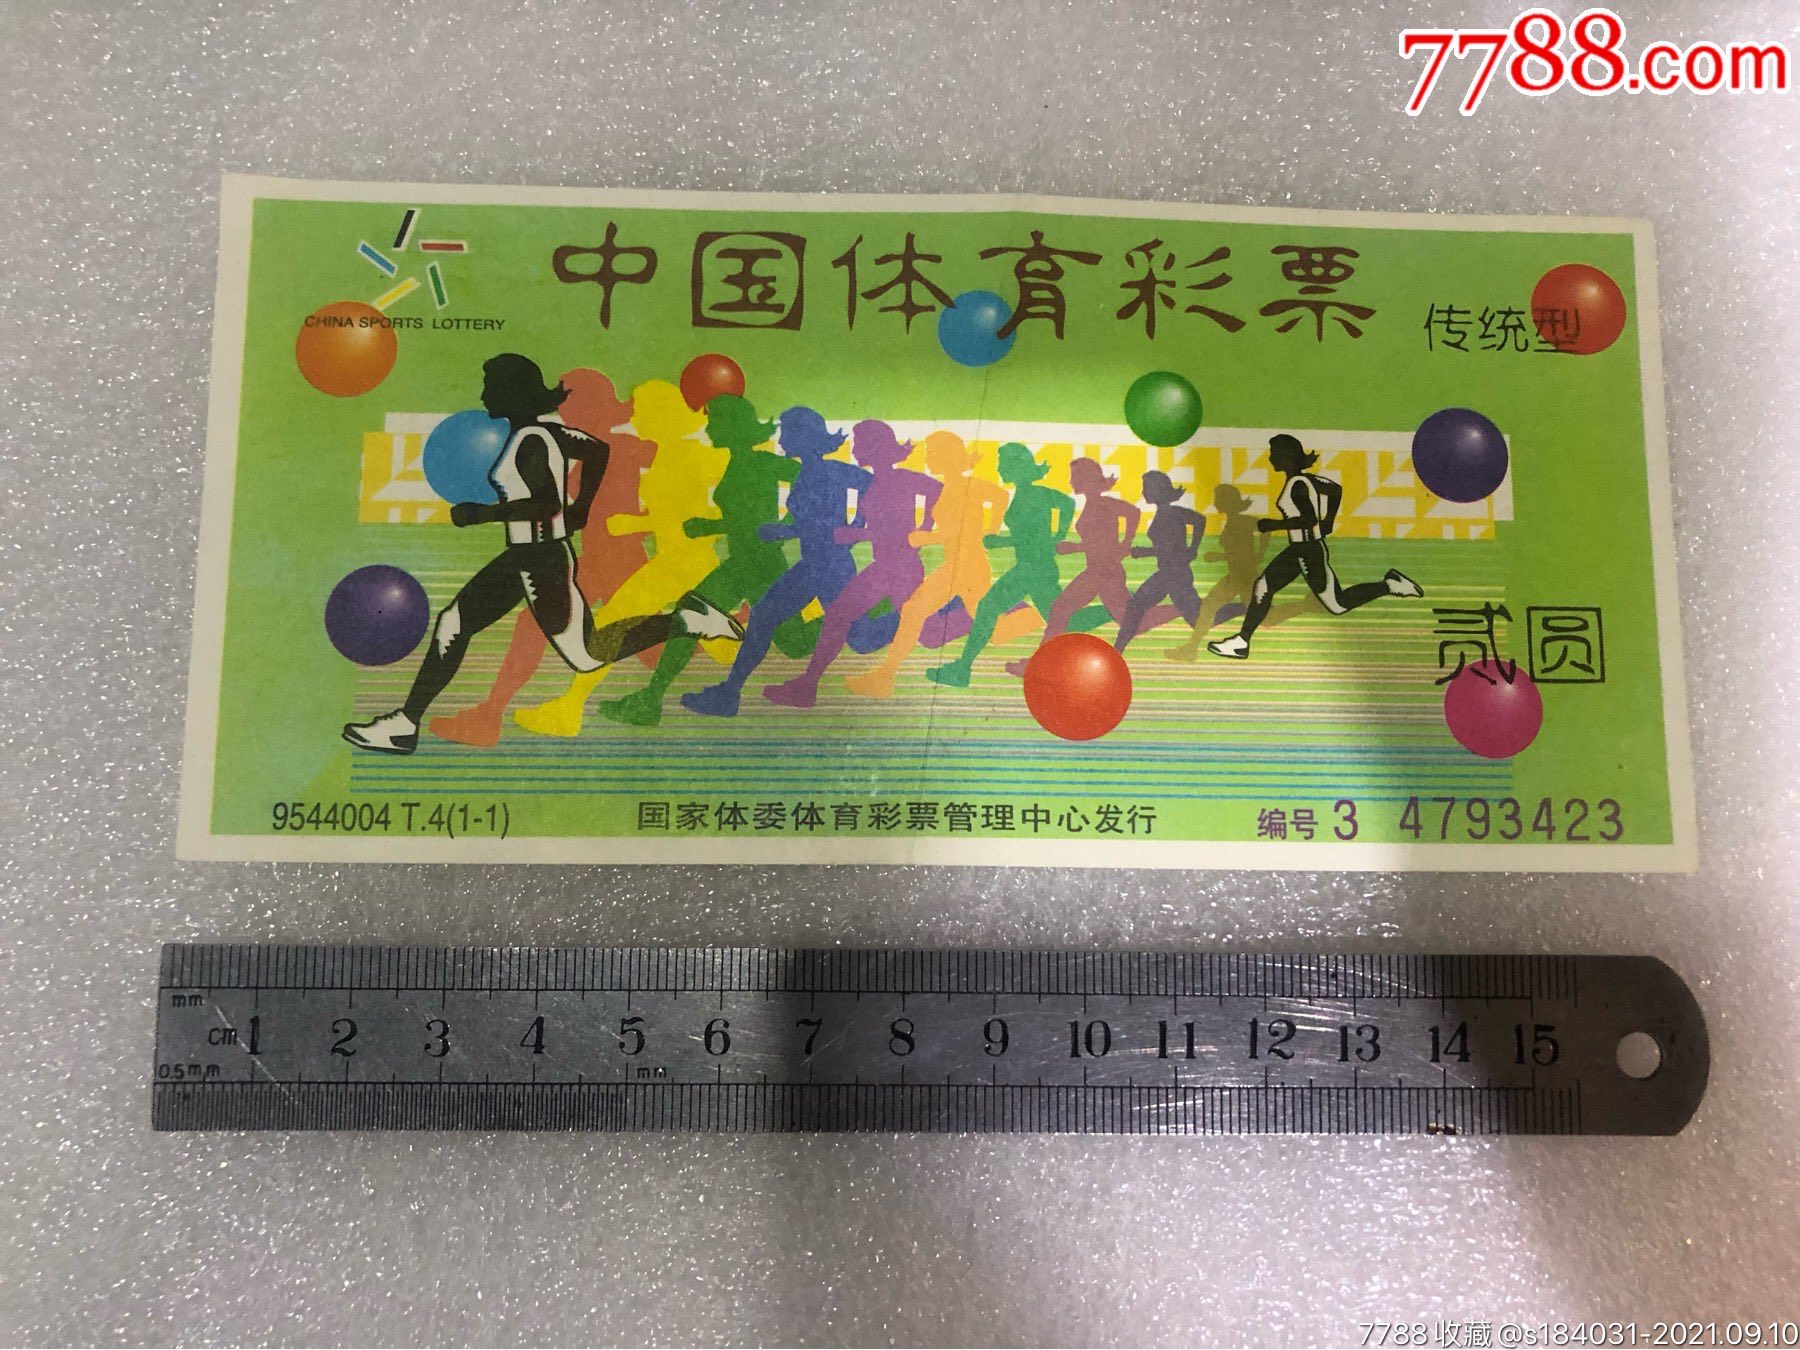 7788.com
中国体育彩票
CHINA SPORTS LOTTERY
传统型
贰圆
9544004 T.4(1-1)
国家体委体育彩票管理中心发行
编号 3 4793423
mm
cm 1 2 3 4 5 6 7 8 9 10 11 12 13 14 15
0.5mm
mm
7788收藏@s184031-2021.09.10